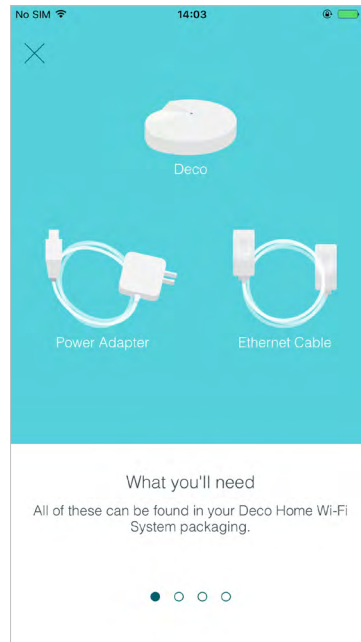 No SIM 14:03
Deco
Power Adapter
Ethernet Cable
What you'll need
All of these can be found in your Deco Home Wi-Fi
System packaging.